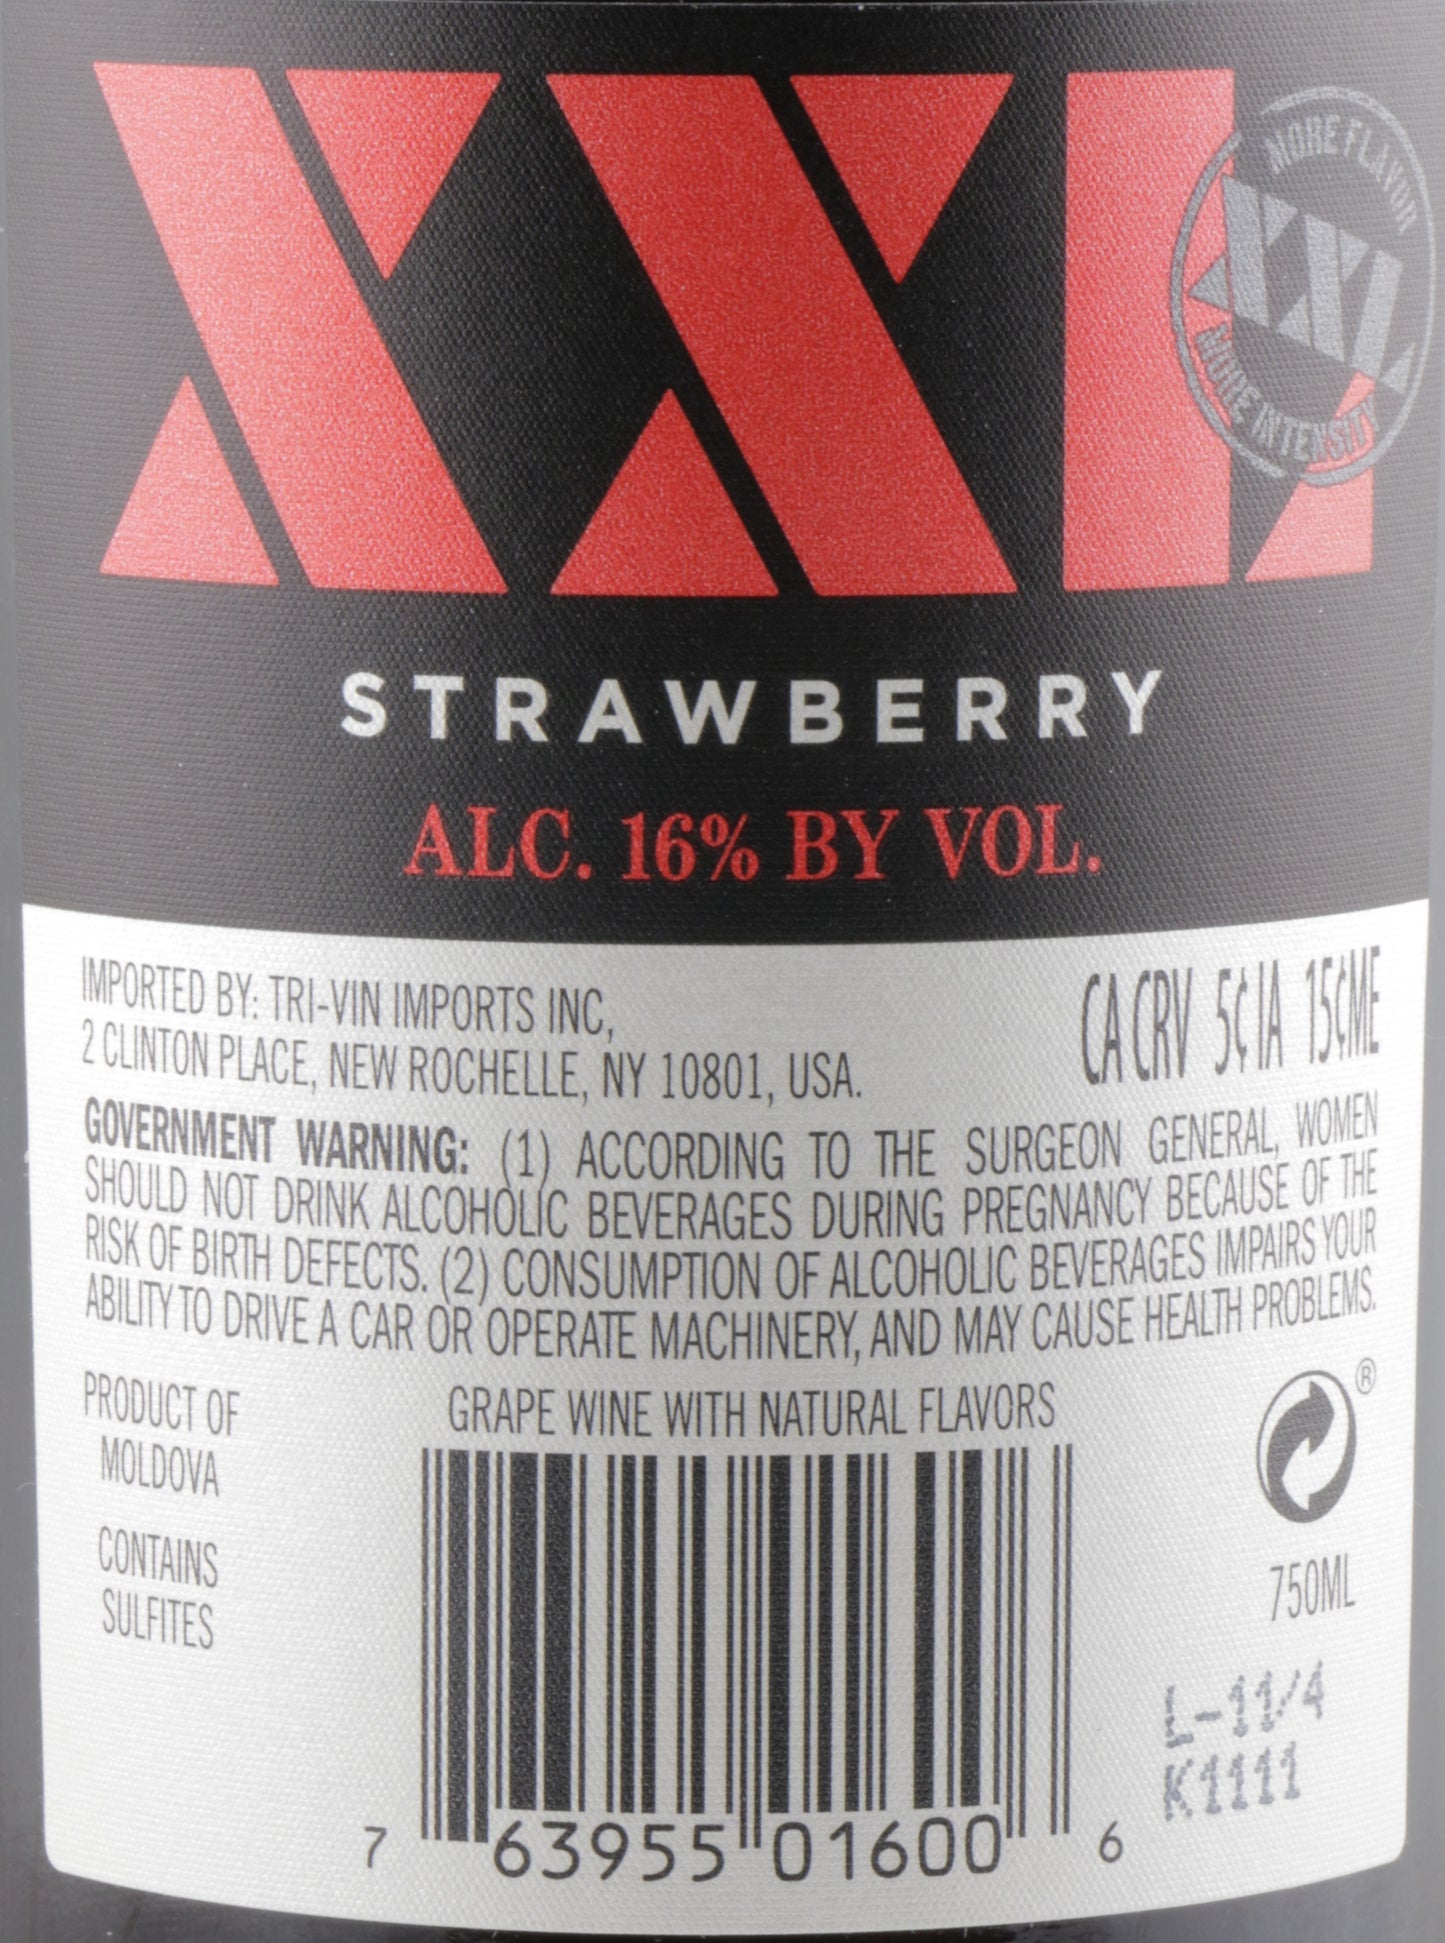 XXL
MORE FLAVOR
XXL
MORE INTENSITY
STRAWBERRY
ALC. 16% BY VOL.
IMPORTED BY: TRI-VIN IMPORTS INC,
2 CLINTON PLACE, NEW ROCHELLE, NY 10801, USA.
CA CRV 5¢ IA 15¢ME
GOVERNMENT WARNING: (1) ACCORDING TO THE SURGEON GENERAL, WOMEN
SHOULD NOT DRINK ALCOHOLIC BEVERAGES DURING PREGNANCY BECAUSE OF THE
RISK OF BIRTH DEFECTS. (2) CONSUMPTION OF ALCOHOLIC BEVERAGES IMPAIRS YOUR
ABILITY TO DRIVE A CAR OR OPERATE MACHINERY, AND MAY CAUSE HEALTH PROBLEMS.
PRODUCT OF
MOLDOVA
CONTAINS
SULFITES
GRAPE WINE WITH NATURAL FLAVORS
®
750ML
L-11/4
K1111
7 63955 01600 6